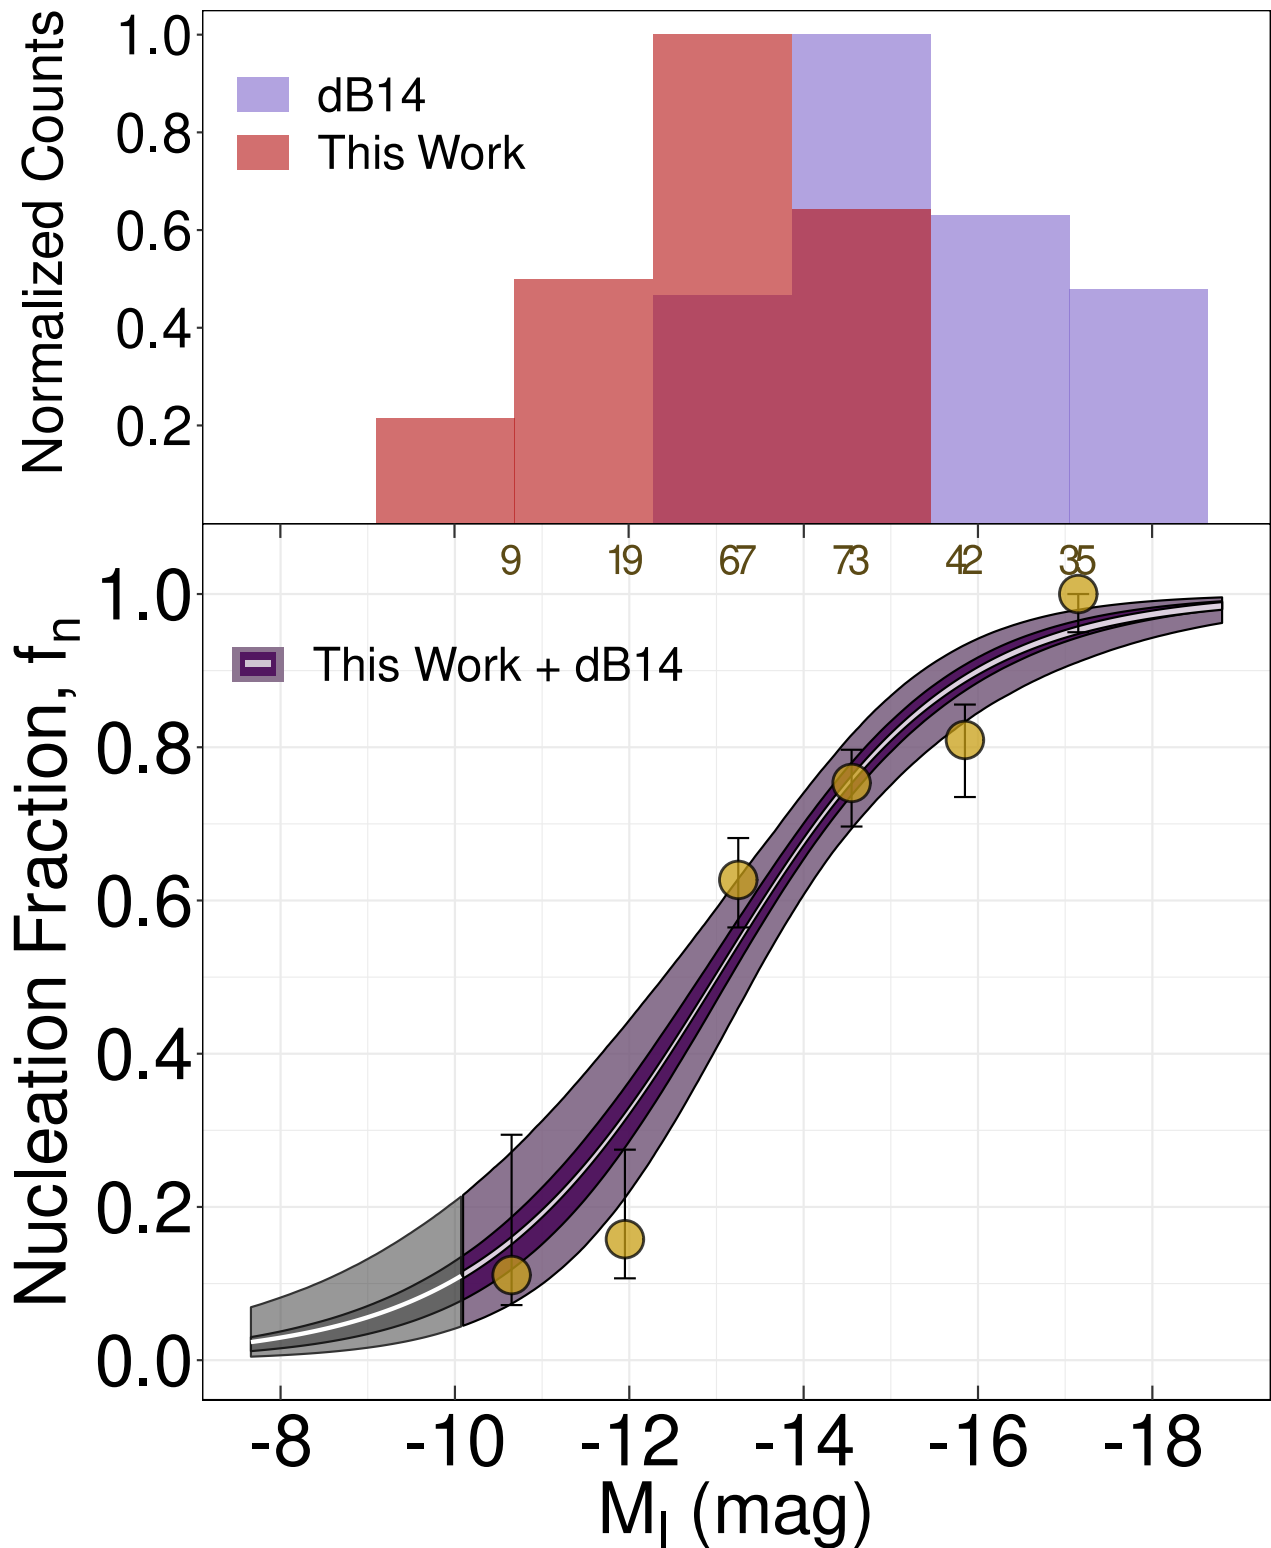 Normalized Counts
1.0
0.8
0.6
0.4
0.2
dB14
This Work
9 19 67 73 42 35
Nucleation Fraction, fn
1.0
0.8
0.6
0.4
0.2
0.0
This Work + dB14
-8 -10 -12 -14 -16 -18
MI (mag)